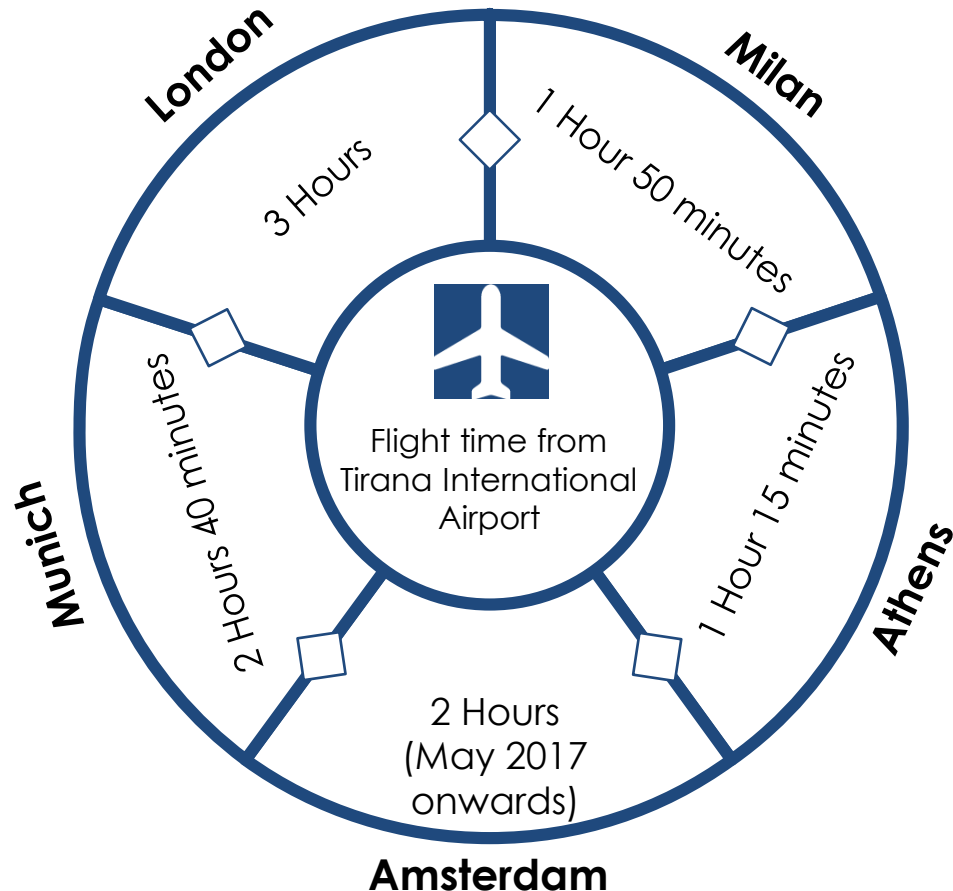 London
3 Hours
Milan
1 Hour 50 minutes
Flight time from
Tirana International
Airport
Munich
2 Hours 40 minutes
Athens
1 Hour 15 minutes
2 Hours
(May 2017
onwards)
Amsterdam